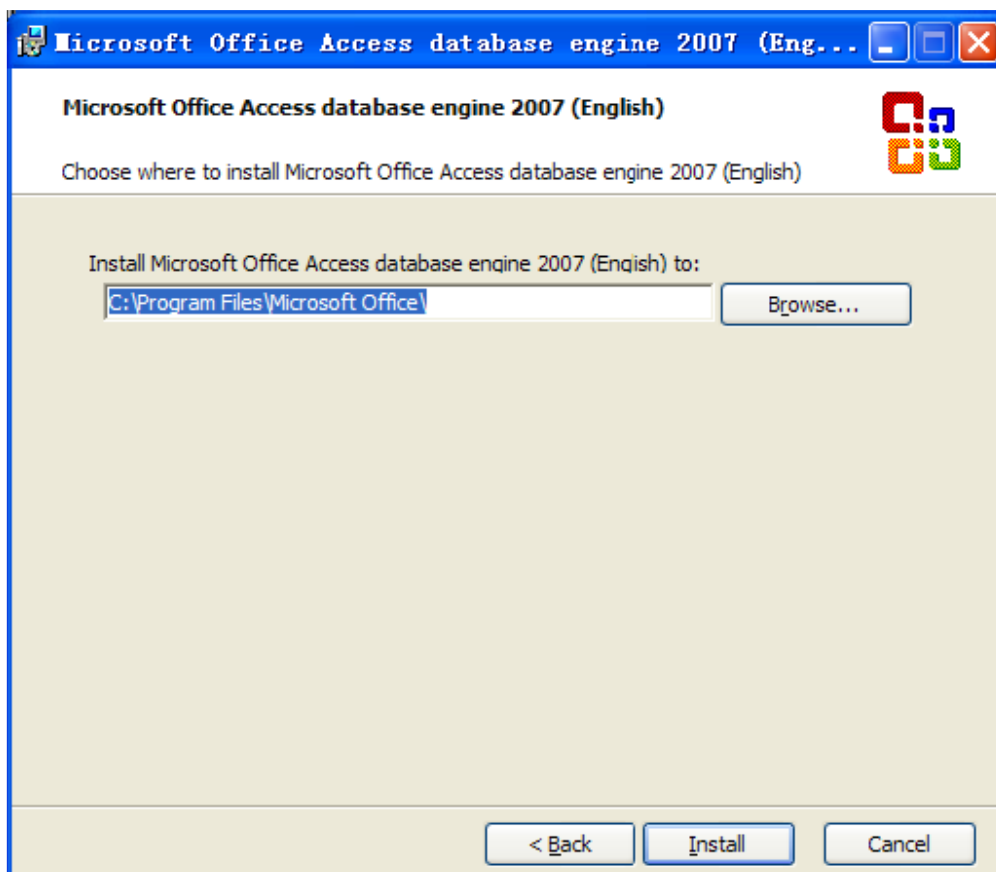 Microsoft Office Access database engine 2007 (Eng...
Microsoft Office Access database engine 2007 (English)
Choose where to install Microsoft Office Access database engine 2007 (English)
Install Microsoft Office Access database engine 2007 (Engish) to:
C:\Program Files\Microsoft Office\
Browse...
< Back
Install
Cancel